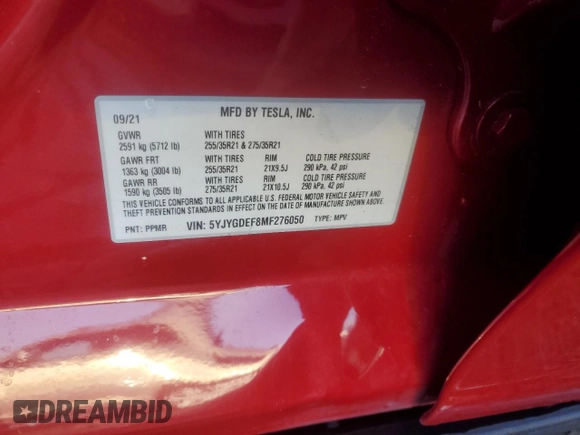 09/21 MFD BY TESLA, INC.
GVWR WITH TIRES
2591 kg (5712 lb) 255/35R21 & 275/35R21
GAWR FRT WITH TIRES RIM COLD TIRE PRESSURE
1363 kg (3004 lb) 255/35R21 21X9.5J 290 kPa, 42 psi
GAWR RR WITH TIRES RIM COLD TIRE PRESSURE
1590 kg (3505 lb) 275/35R21 21X10.5J 290 kPa, 42 psi
THIS VEHICLE CONFORMS TO ALL APPLICABLE U.S. FEDERAL MOTOR VEHICLE SAFETY AND
THEFT PREVENTION STANDARDS IN EFFECT ON THE DATE OF MANUFACTURE SHOWN ABOVE.
PNT: PPMR VIN: 5YJYGDEF8MF276050 TYPE: MPV
DREAMBID